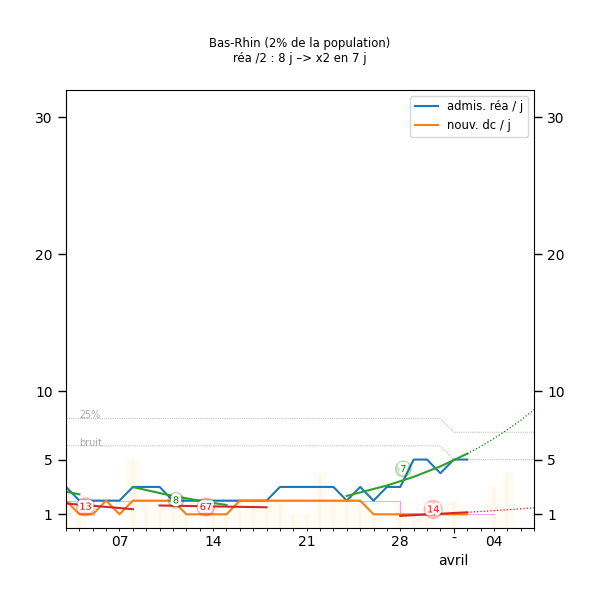 Bas-Rhin (2% de la population)
réa /2 : 8 j –> x2 en 7 j
admis. réa / j
nouv. dc / j
30 30
20 20
10 10
25%
bruit
5 5
7
8
13 67 14
1 1
07 14 21 28 - 04
avril